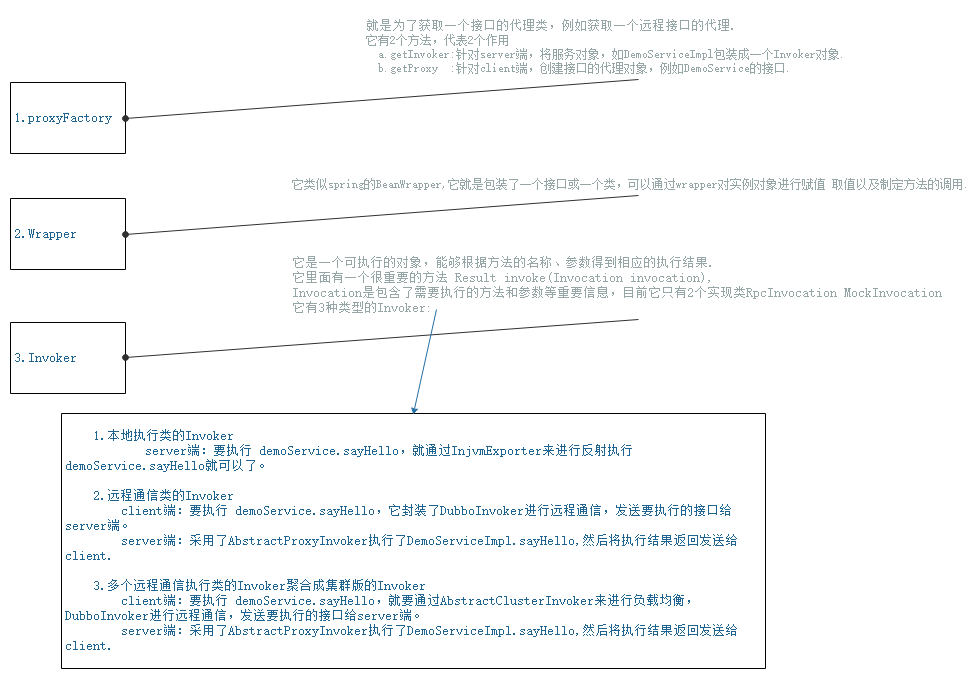 就是为了获取一个接口的代理类，例如获取一个远程接口的代理.
它有2个方法，代表2个作用
a.getInvoker:针对server端，将服务对象，如DemoServiceImpl包装成一个Invoker对象.
b.getProxy :针对client端，创建接口的代理对象，例如DemoService的接口.
1.proxyFactory
它类似spring的BeanWrapper,它就是包装了一个接口或一个类，可以通过wrapper对实例对象进行赋值 取值以及制定方法的调用.
2.Wrapper
它是一个可执行的对象，能够根据方法的名称、参数得到相应的执行结果.
它里面有一个很重要的方法 Result invoke(Invocation invocation),
Invocation是包含了需要执行的方法和参数等重要信息，目前它只有2个实现类RpcInvocation MockInvocation
它有3种类型的Invoker:
3.Invoker
1.本地执行类的Invoker
server端：要执行 demoService.sayHello，就通过InjvmExporter来进行反射执行
demoService.sayHello就可以了。
2.远程通信类的Invoker
client端：要执行 demoService.sayHello，它封装了DubboInvoker进行远程通信，发送要执行的接口给
server端。
server端：采用了AbstractProxyInvoker执行了DemoServiceImpl.sayHello,然后将执行结果返回发送给
client.
3.多个远程通信执行类的Invoker聚合成集群版的Invoker
client端：要执行 demoService.sayHello，就要通过AbstractClusterInvoker来进行负载均衡，
DubboInvoker进行远程通信，发送要执行的接口给server端。
server端：采用了AbstractProxyInvoker执行了DemoServiceImpl.sayHello,然后将执行结果返回发送给
client.